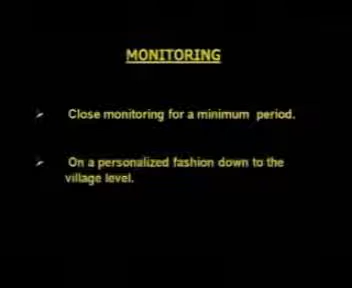 MONITORING
Close monitoring for a minimum period.
On a personalized fashion down to the
village level.